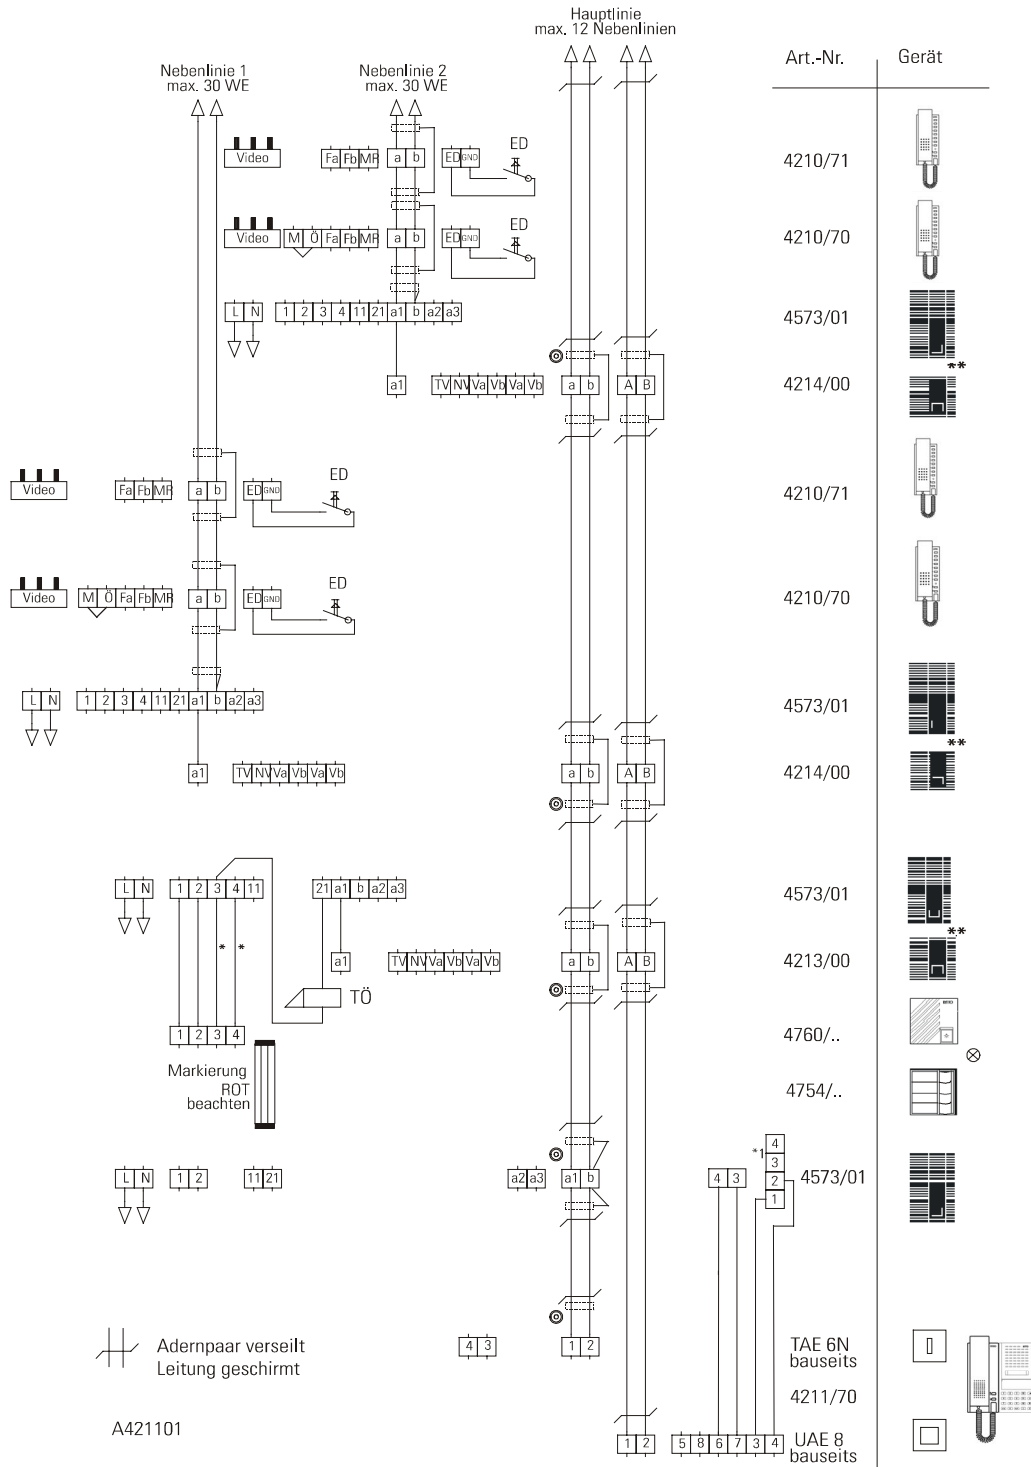 Hauptlinie
max. 12 Nebenlinien
Art.-Nr.
Gerät
Nebenlinie 1
max. 30 WE
Nebenlinie 2
max. 30 WE
Video
Fa Fb MR
a b
ED GND
ED
4210/71
Video
M Ö Fa Fb MR
a b
ED GND
ED
4210/70
L N
1 2 3 4 11 21 a1 b a2 a3
4573/01
**
a1
TV NV Va Vb Va Vb
a b
A B
4214/00
Video
Fa Fb MR
a b
ED GND
ED
4210/71
Video
M Ö Fa Fb MR
a b
ED GND
ED
4210/70
L N
1 2 3 4 11 21 a1 b a2 a3
4573/01
**
a1
TV NV Va Vb Va Vb
a b
A B
4214/00
L N
1 2 3 4 11
21 a1 b a2 a3
4573/01
**
* *
a1
TV NV Va Vb Va Vb
a b
A B
4213/00
TÖ
1 2 3 4
4760/..
Markierung
ROT
beachten
4754/..
L N
1 2
11 21
a2 a3
a1 b
4 3
*1
4
3
2
1
4573/01
Adernpaar verseilt
Leitung geschirmt
4 3
1 2
TAE 6N
bauseits
4211/70
A421101
1 2
5 8 6 7 3 4
UAE 8
bauseits